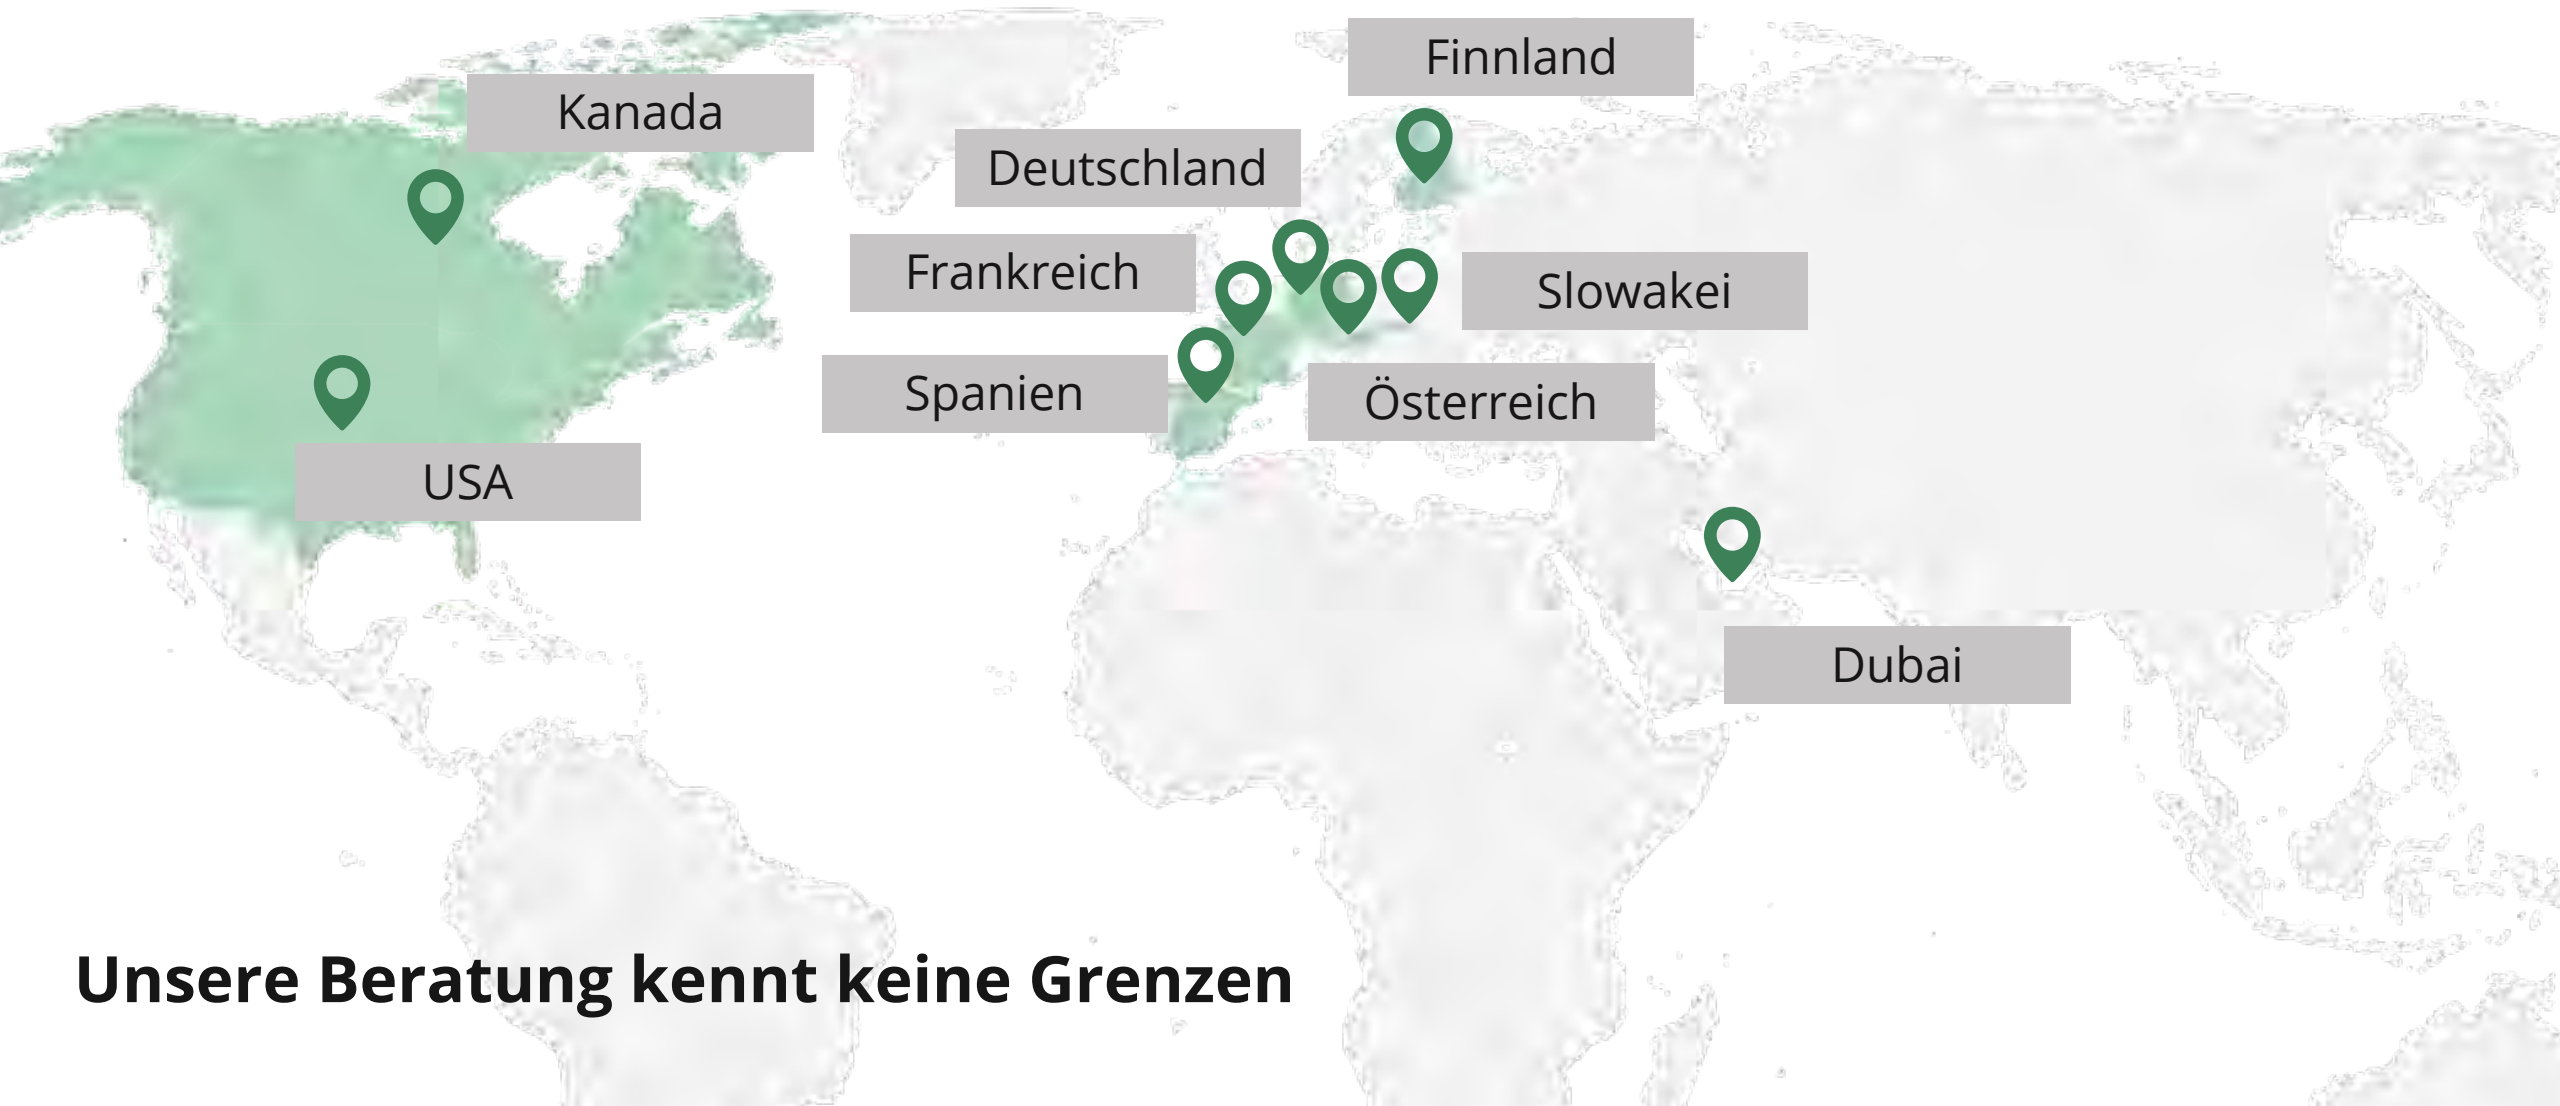 Finnland
Kanada
Deutschland
Frankreich
Slowakei
Spanien
Österreich
USA
Dubai
Unsere Beratung kennt keine Grenzen